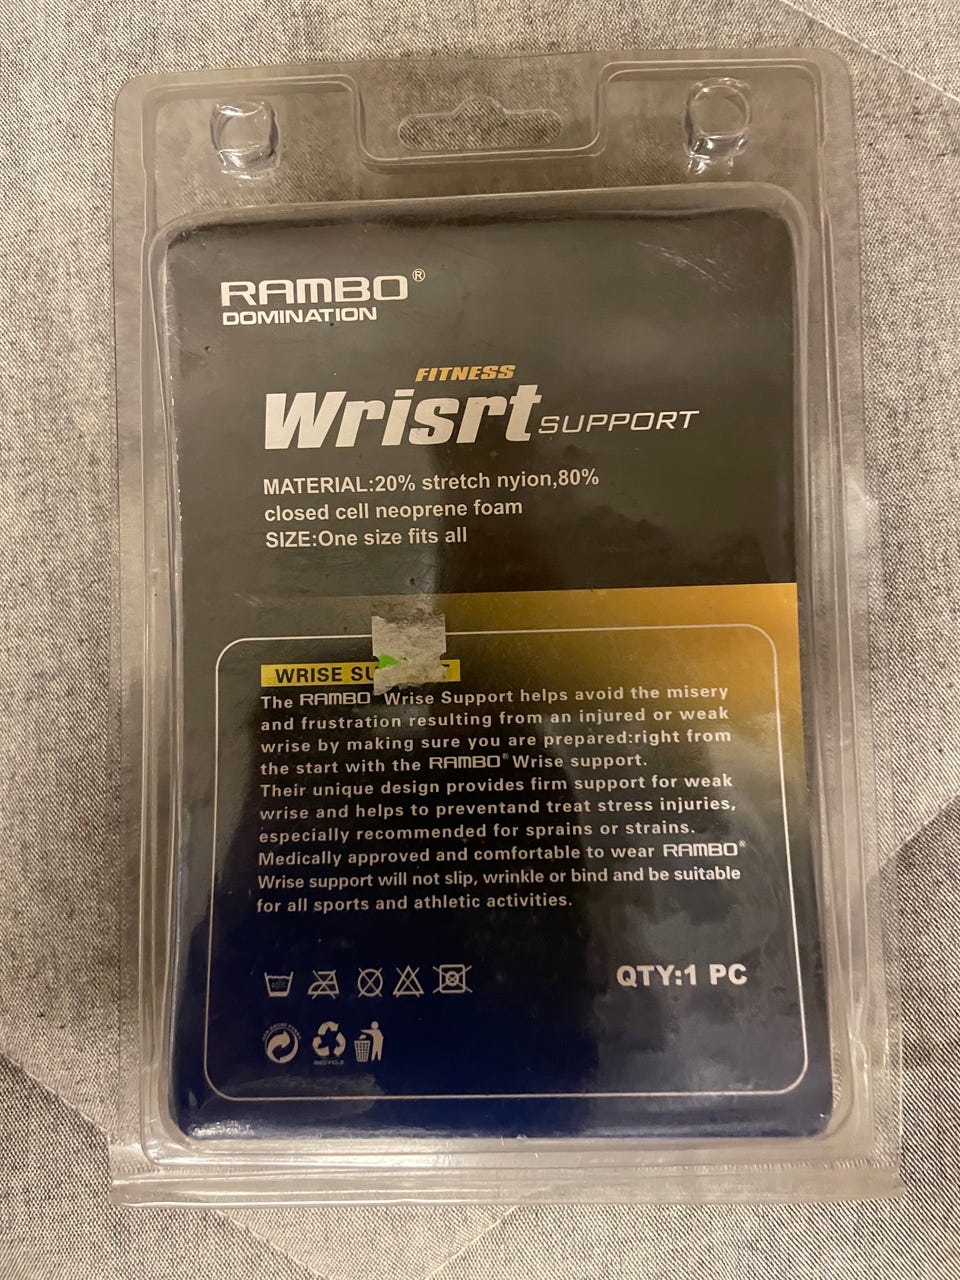 RAMBO®
DOMINATION
FITNESS
Wrisrt SUPPORT
MATERIAL:20% stretch nyion,80%
closed cell neoprene foam
SIZE:One size fits all
WRISE
The RAMBO Wrise Support helps avoid the misery
and frustration resulting from an injured or weak
wrise by making sure you are prepared:right from
the start with the RAMBO® Wrise support.
Their unique design provides firm support for weak
wrise and helps to preventand treat stress injuries,
especially recommended for sprains or strains.
Medically approved and comfortable to wear RAMBO®
Wrise support will not slip, wrinkle or bind and be suitable
for all sports and athletic activities.
40°C
QTY:1 PC
RECYCLE